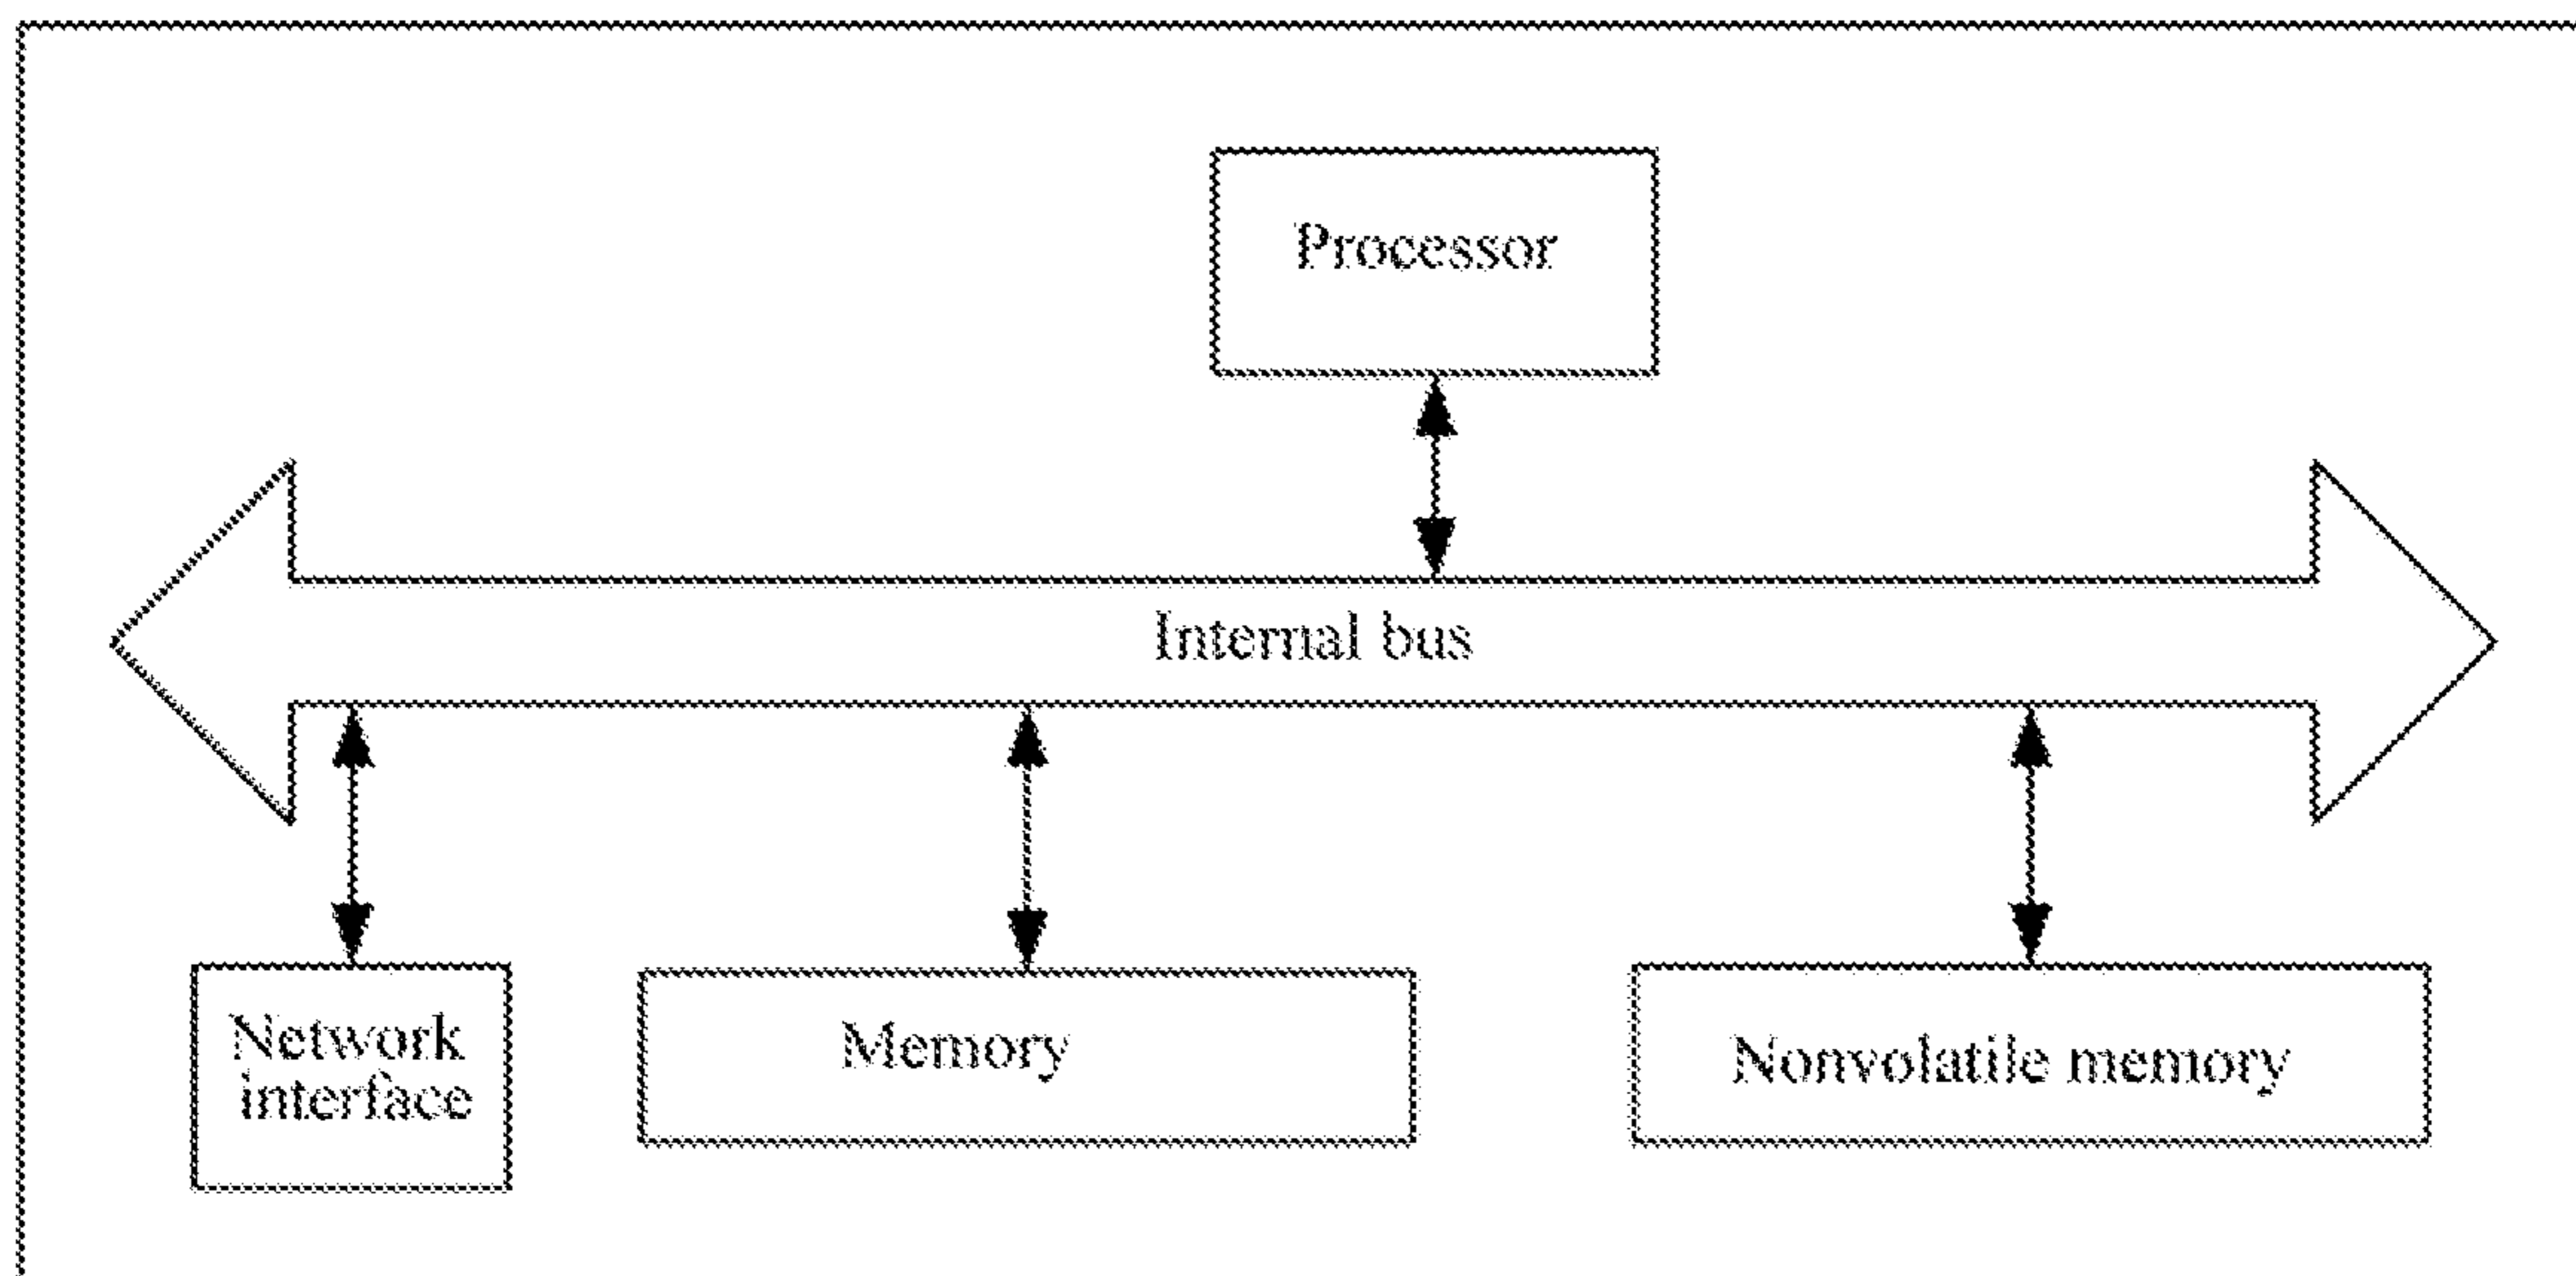 Processor
Internal bus
Network
interface
Memory
Nonvolatile memory